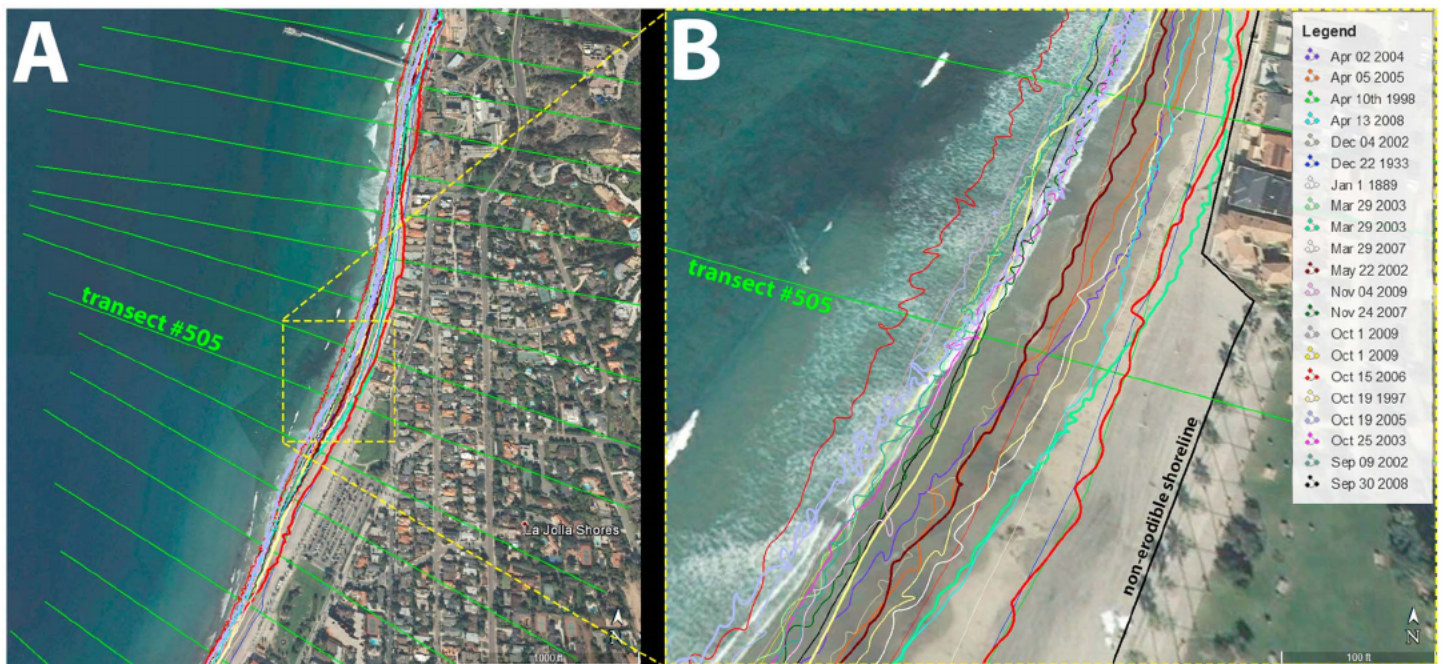 A
transect #505
La Jolla Shores
N
1000 ft
B
transect #505
non-erodible shoreline
Legend
Apr 02 2004
Apr 05 2005
Apr 10th 1998
Apr 13 2008
Dec 04 2002
Dec 22 1933
Jan 1 1889
Mar 29 2003
Mar 29 2003
Mar 29 2007
May 22 2002
Nov 04 2009
Nov 24 2007
Oct 1 2009
Oct 1 2009
Oct 15 2006
Oct 19 1997
Oct 19 2005
Oct 25 2003
Sep 09 2002
Sep 30 2008
N
100 ft